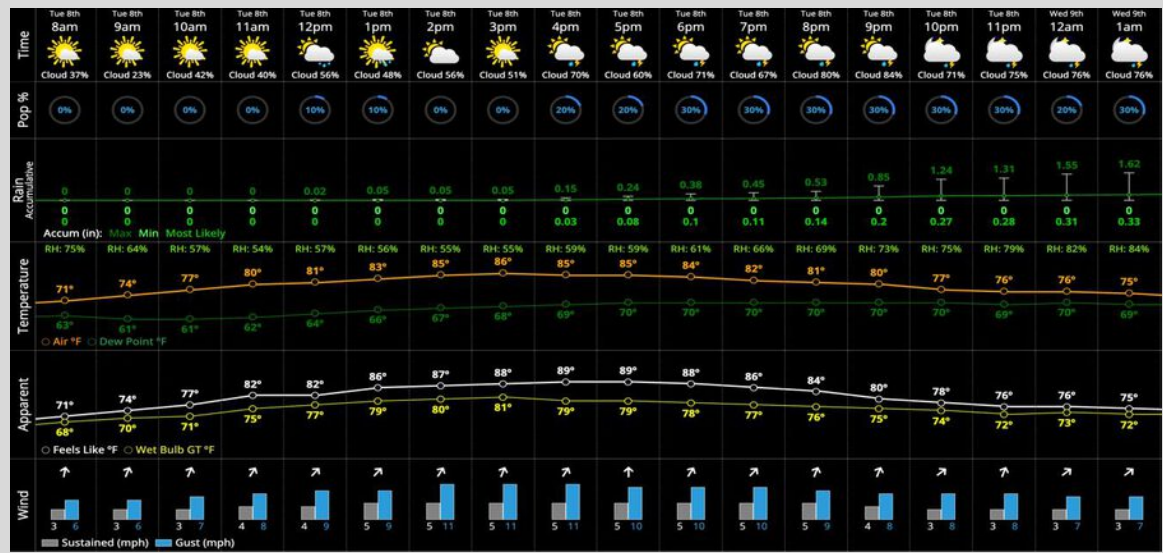 Time
Tue 8th Tue 8th Tue 8th Tue 8th Tue 8th Tue 8th Tue 8th Tue 8th Tue 8th Tue 8th Tue 8th Tue 8th Tue 8th Tue 8th Tue 8th Tue 8th Wed 9th Wed 9th
8am 9am 10am 11am 12pm 1pm 2pm 3pm 4pm 5pm 6pm 7pm 8pm 9pm 10pm 11pm 12am 1am
Cloud 37% Cloud 23% Cloud 42% Cloud 40% Cloud 56% Cloud 48% Cloud 56% Cloud 51% Cloud 70% Cloud 60% Cloud 71% Cloud 67% Cloud 80% Cloud 84% Cloud 71% Cloud 75% Cloud 76% Cloud 76%
Pop %
0% 0% 0% 0% 10% 10% 0% 0% 20% 20% 30% 30% 30% 30% 30% 30% 20% 30%
Rain
Accumulative
0 0 0 0 0.02 0.05 0.05 0.05 0.15 0.24 0.38 0.45 0.53 0.85 1.24 1.31 1.55 1.62
0 0 0 0 0 0 0 0 0 0 0 0 0 0 0 0 0 0
0 0 0 0 0 0 0 0 0.03 0.08 0.1 0.11 0.14 0.2 0.27 0.28 0.31 0.33
Accum (in): Max Min Most Likely
Temperature
RH: 75% RH: 64% RH: 57% RH: 54% RH: 57% RH: 56% RH: 55% RH: 55% RH: 59% RH: 59% RH: 61% RH: 66% RH: 69% RH: 73% RH: 75% RH: 79% RH: 82% RH: 84%
71° 74° 77° 80° 81° 83° 85° 86° 85° 85° 84° 82° 81° 80° 77° 76° 76° 75°
63° 61° 61° 62° 64° 66° 67° 68° 69° 70° 70° 70° 70° 70° 70° 69° 70° 69°
Air °F Dew Point °F
Apparent
71° 74° 77° 82° 82° 86° 87° 88° 89° 89° 88° 86° 84° 80° 78° 76° 76° 75°
68° 70° 71° 75° 77° 79° 80° 81° 79° 79° 78° 77° 76° 75° 74° 72° 73° 72°
Feels Like °F Wet Bulb GT °F
Wind
3 6 3 6 3 7 4 8 4 9 5 9 5 11 5 11 5 11 5 10 5 10 5 10 5 9 4 8 3 8 3 8 3 7 3 7
Sustained (mph) Gust (mph)